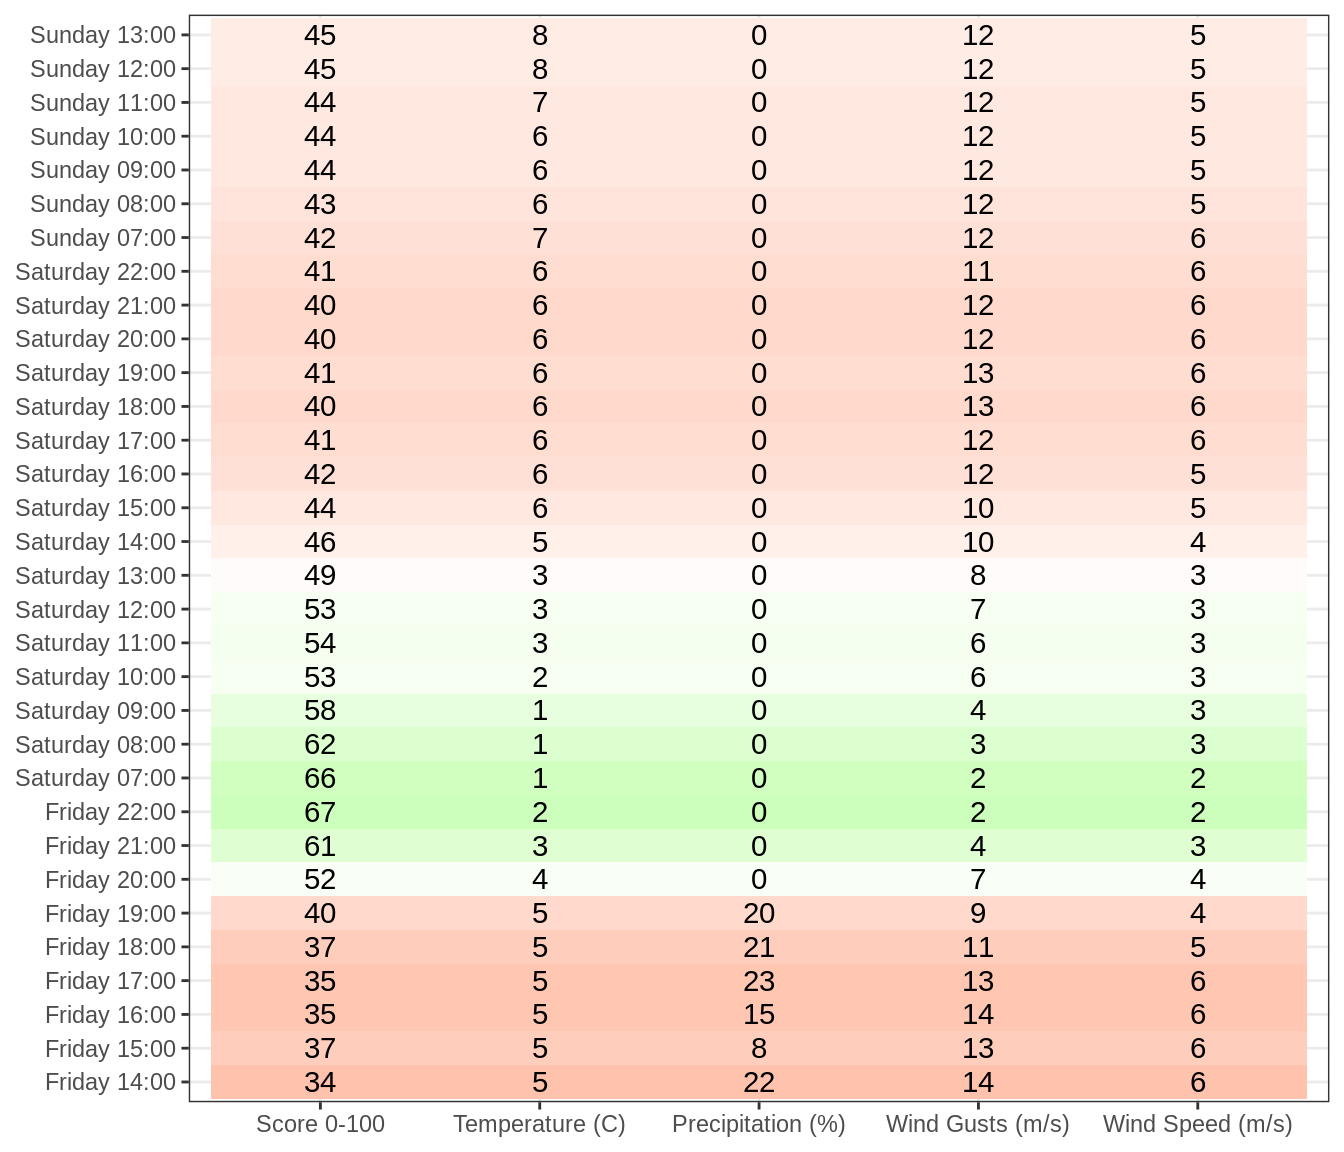 Sunday 13:00 45 8 0 12 5
Sunday 12:00 45 8 0 12 5
Sunday 11:00 44 7 0 12 5
Sunday 10:00 44 6 0 12 5
Sunday 09:00 44 6 0 12 5
Sunday 08:00 43 6 0 12 5
Sunday 07:00 42 7 0 12 6
Saturday 22:00 41 6 0 11 6
Saturday 21:00 40 6 0 12 6
Saturday 20:00 40 6 0 12 6
Saturday 19:00 41 6 0 13 6
Saturday 18:00 40 6 0 13 6
Saturday 17:00 41 6 0 12 6
Saturday 16:00 42 6 0 12 5
Saturday 15:00 44 6 0 10 5
Saturday 14:00 46 5 0 10 4
Saturday 13:00 49 3 0 8 3
Saturday 12:00 53 3 0 7 3
Saturday 11:00 54 3 0 6 3
Saturday 10:00 53 2 0 6 3
Saturday 09:00 58 1 0 4 3
Saturday 08:00 62 1 0 3 3
Saturday 07:00 66 1 0 2 2
Friday 22:00 67 2 0 2 2
Friday 21:00 61 3 0 4 3
Friday 20:00 52 4 0 7 4
Friday 19:00 40 5 20 9 4
Friday 18:00 37 5 21 11 5
Friday 17:00 35 5 23 13 6
Friday 16:00 35 5 15 14 6
Friday 15:00 37 5 8 13 6
Friday 14:00 34 5 22 14 6
Score 0-100 Temperature (C) Precipitation (%) Wind Gusts (m/s) Wind Speed (m/s)